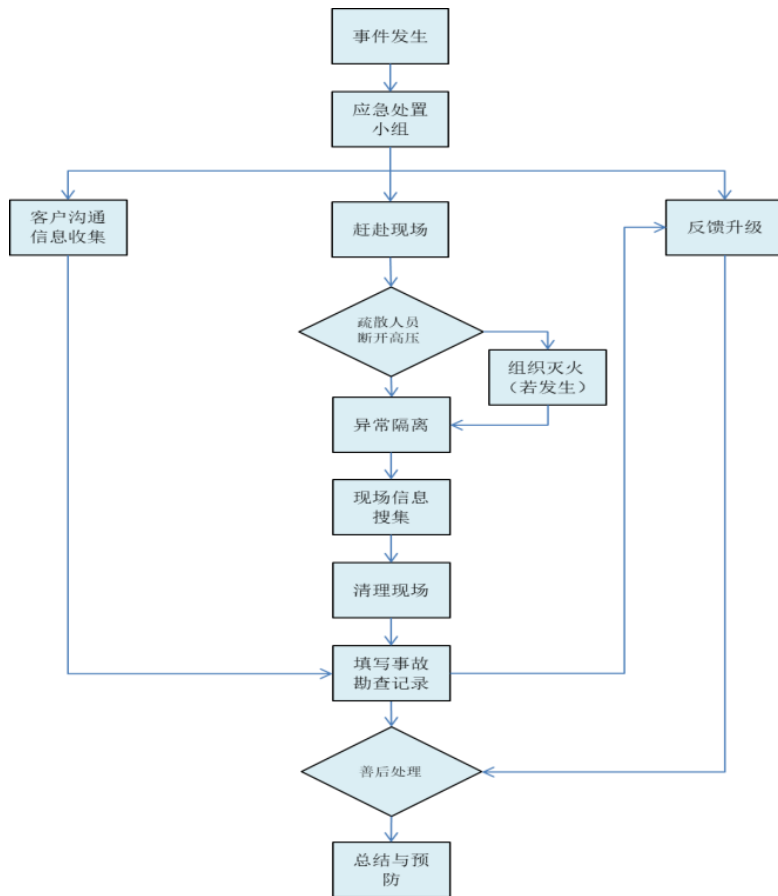 事件发生
应急处置
小组
客户沟通
信息收集
赶赴现场
反馈升级
疏散人员
断开高压
组织灭火
（若发生）
异常隔离
现场信息
搜集
清理现场
填写事故
勘查记录
善后处理
总结与预
防